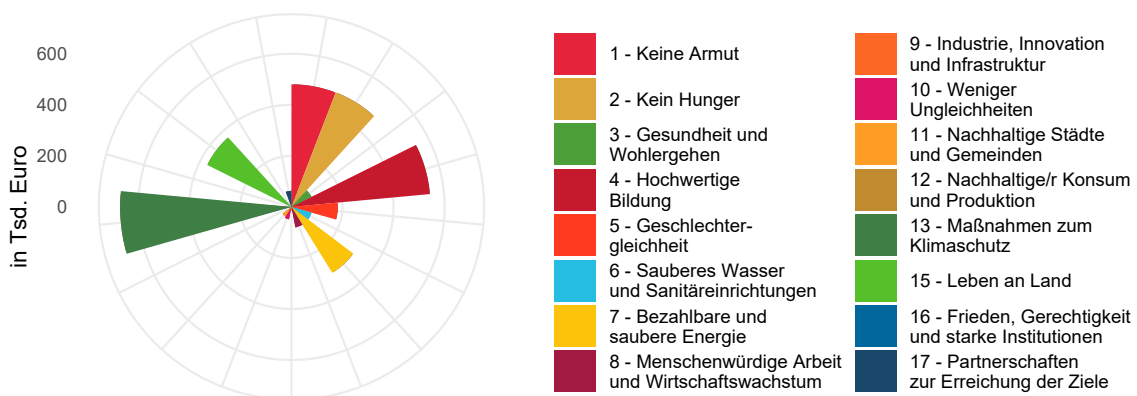 600
400
200
0
in Tsd. Euro
1 - Keine Armut
2 - Kein Hunger
3 - Gesundheit und
Wohlergehen
4 - Hochwertige
Bildung
5 - Geschlechter-
gleichheit
6 - Sauberes Wasser
und Sanitäreinrichtungen
7 - Bezahlbare und
saubere Energie
8 - Menschenwürdige Arbeit
und Wirtschaftswachstum
9 - Industrie, Innovation
und Infrastruktur
10 - Weniger
Ungleichheiten
11 - Nachhaltige Städte
und Gemeinden
12 - Nachhaltige/r Konsum
und Produktion
13 - Maßnahmen zum
Klimaschutz
15 - Leben an Land
16 - Frieden, Gerechtigkeit
und starke Institutionen
17 - Partnerschaften
zur Erreichung der Ziele